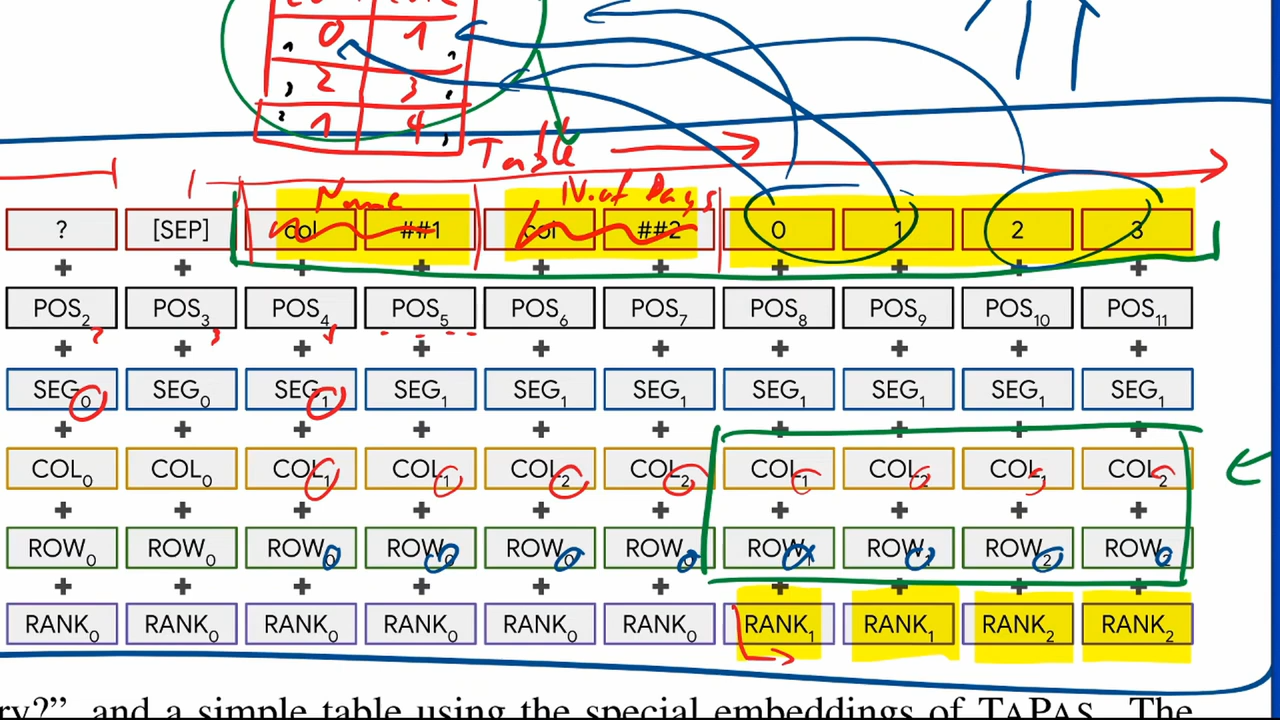 0 1
, ,
2 3
; ,
1 4
, ,
Table
Name N. of Days
? [SEP] col ##1 col ##2 0 1 2 3
+ + + + + + + + + +
POS2 POS3 POS4 POS5 POS6 POS7 POS8 POS9 POS10 POS11
+ + + + + + + + + +
SEG0 SEG0 SEG1 SEG1 SEG1 SEG1 SEG1 SEG1 SEG1 SEG1
+ + + + + + + + + +
COL0 COL0 COL1 COL1 COL2 COL2 COL1 COL2 COL1 COL2
+ + + + + + + + + +
ROW0 ROW0 ROW0 ROW0 ROW0 ROW0 ROW1 ROW1 ROW2 ROW2
+ + + + + + + + + +
RANK0 RANK0 RANK0 RANK0 RANK0 RANK0 RANK1 RANK1 RANK2 RANK2
ry?", and a simple table using the special embeddings of TAPAS. The